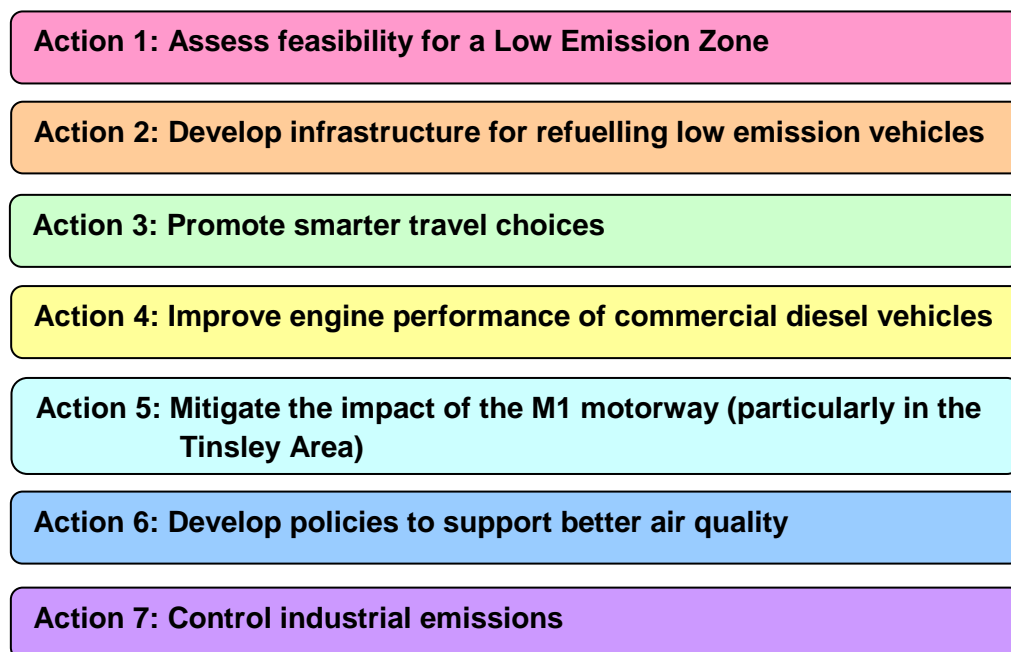 Action 1: Assess feasibility for a Low Emission Zone
Action 2: Develop infrastructure for refuelling low emission vehicles
Action 3: Promote smarter travel choices
Action 4: Improve engine performance of commercial diesel vehicles
Action 5: Mitigate the impact of the M1 motorway (particularly in the
Tinsley Area)
Action 6: Develop policies to support better air quality
Action 7: Control industrial emissions